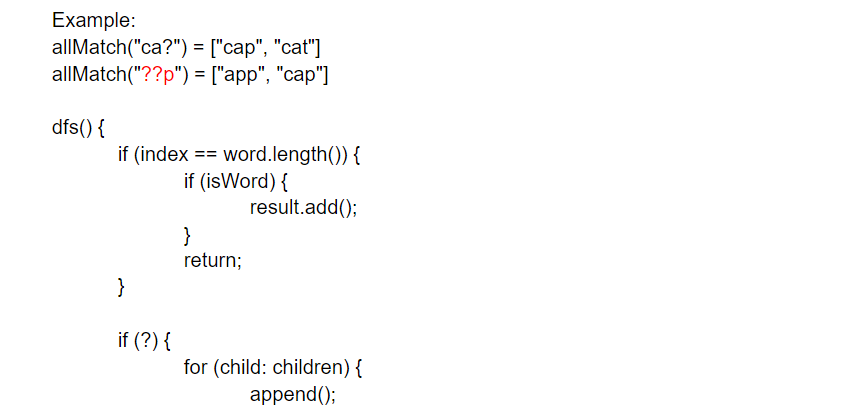 Example:
allMatch("ca?") = ["cap", "cat"]
allMatch("??p") = ["app", "cap"]
dfs() {
if (index == word.length()) {
if (isWord) {
result.add();
}
return;
}
if (?) {
for (child: children) {
append();